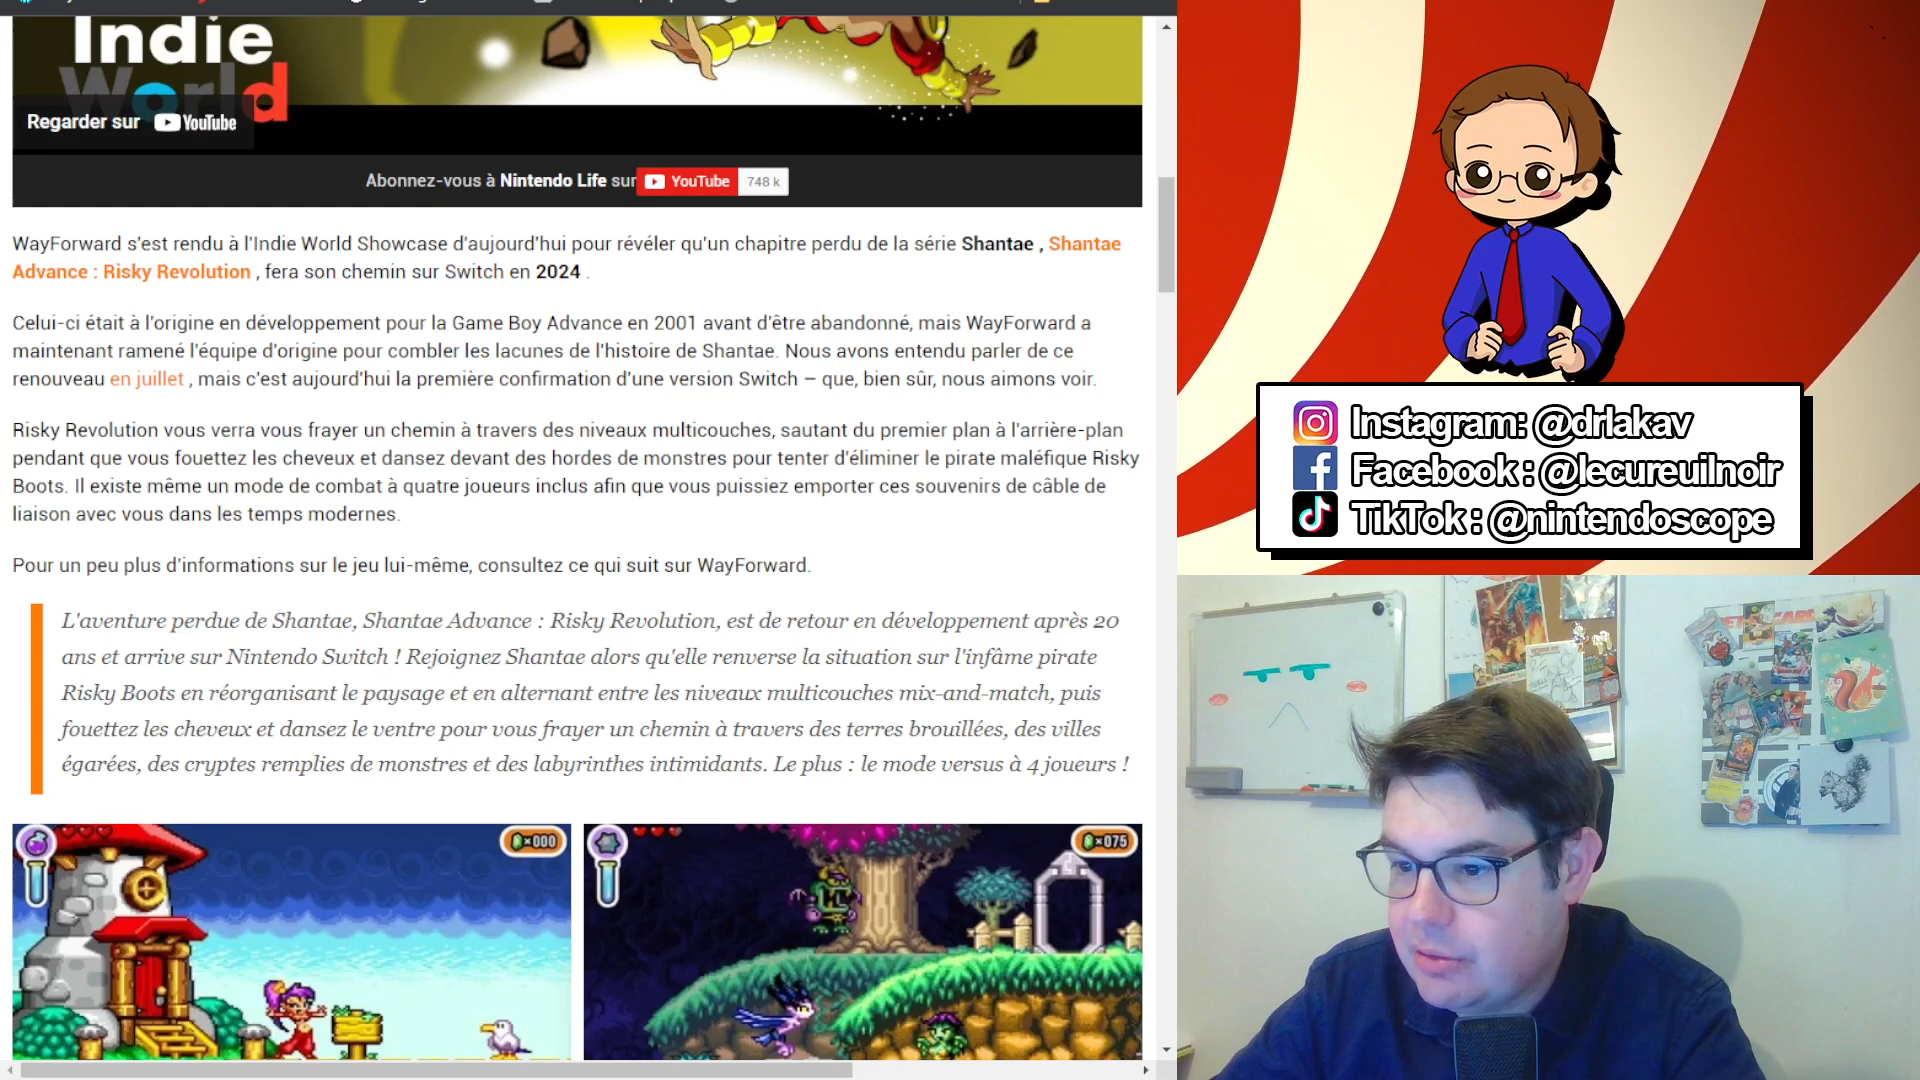 Indie
World
Regarder sur YouTube
Abonnez-vous à Nintendo Life sur YouTube 748 k
WayForward s'est rendu à l'Indie World Showcase d'aujourd'hui pour révéler qu'un chapitre perdu de la série Shantae , Shantae
Advance : Risky Revolution , fera son chemin sur Switch en 2024 .
Celui-ci était à l'origine en développement pour la Game Boy Advance en 2001 avant d'être abandonné, mais WayForward a
maintenant ramené l'équipe d'origine pour combler les lacunes de l'histoire de Shantae. Nous avons entendu parler de ce
renouveau en juillet , mais c'est aujourd'hui la première confirmation d'une version Switch – que, bien sûr, nous aimons voir.
Risky Revolution vous verra vous frayer un chemin à travers des niveaux multicouches, sautant du premier plan à l'arrière-plan
pendant que vous fouettez les cheveux et dansez devant des hordes de monstres pour tenter d'éliminer le pirate maléfique Risky
Boots. Il existe même un mode de combat à quatre joueurs inclus afin que vous puissiez emporter ces souvenirs de câble de
liaison avec vous dans les temps modernes.
Pour un peu plus d'informations sur le jeu lui-même, consultez ce qui suit sur WayForward.
L'aventure perdue de Shantae, Shantae Advance : Risky Revolution, est de retour en développement après 20
ans et arrive sur Nintendo Switch ! Rejoignez Shantae alors qu'elle renverse la situation sur l'infâme pirate
Risky Boots en réorganisant le paysage et en alternant entre les niveaux multicouches mix-and-match, puis
fouettez les cheveux et dansez le ventre pour vous frayer un chemin à travers des terres brouillées, des villes
égarées, des cryptes remplies de monstres et des labyrinthes intimidants. Le plus : le mode versus à 4 joueurs !
×000
×075
Instagram: @drlakav
Facebook : @lecureuilnoir
TikTok : @nintendoscope